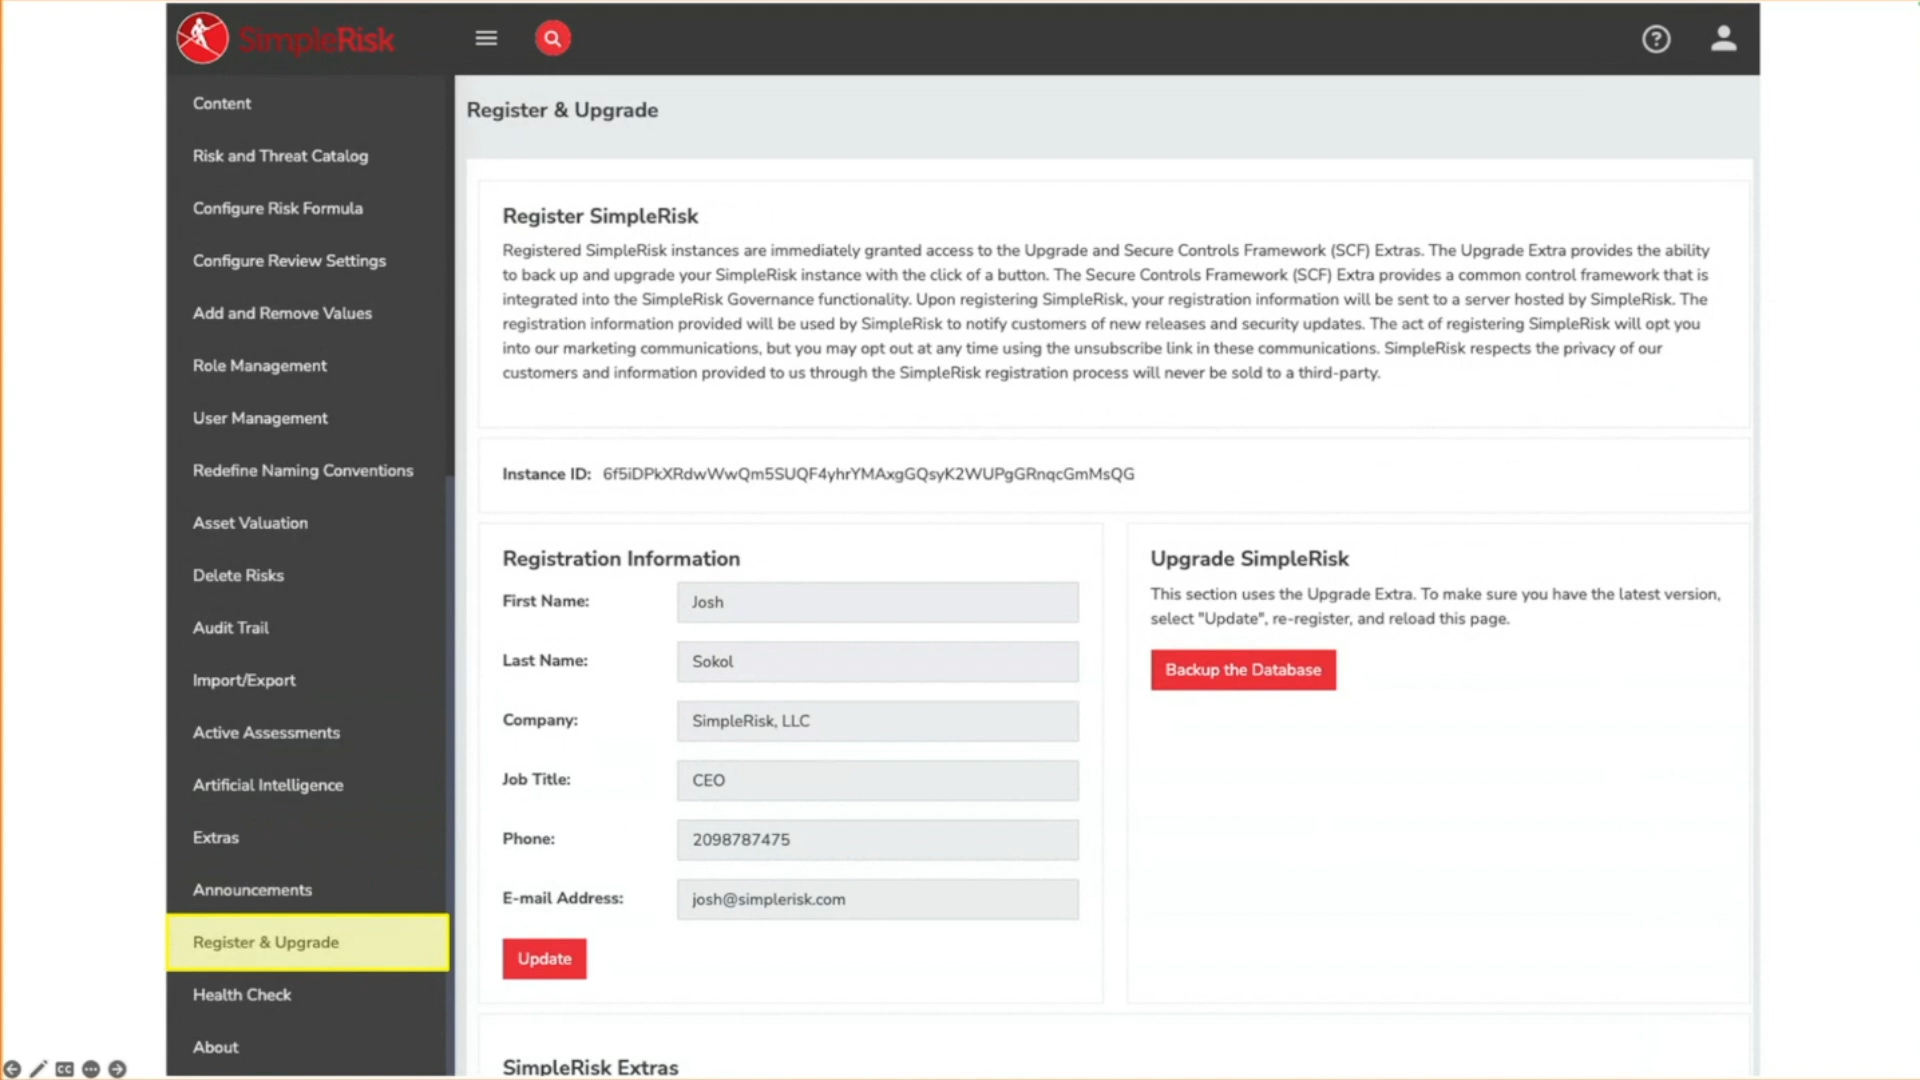 SimpleRisk
Content
Risk and Threat Catalog
Configure Risk Formula
Configure Review Settings
Add and Remove Values
Role Management
User Management
Redefine Naming Conventions
Asset Valuation
Delete Risks
Audit Trail
Import/Export
Active Assessments
Artificial Intelligence
Extras
Announcements
Register & Upgrade
Health Check
About
Register & Upgrade
Register SimpleRisk
Registered SimpleRisk instances are immediately granted access to the Upgrade and Secure Controls Framework (SCF) Extras. The Upgrade Extra provides the ability
to back up and upgrade your SimpleRisk instance with the click of a button. The Secure Controls Framework (SCF) Extra provides a common control framework that is
integrated into the SimpleRisk Governance functionality. Upon registering SimpleRisk, your registration information will be sent to a server hosted by SimpleRisk. The
registration information provided will be used by SimpleRisk to notify customers of new releases and security updates. The act of registering SimpleRisk will opt you
into our marketing communications, but you may opt out at any time using the unsubscribe link in these communications. SimpleRisk respects the privacy of our
customers and information provided to us through the SimpleRisk registration process will never be sold to a third-party.
Instance ID: 6f5iDPkXRdwWwQm5SUQF4yhrYMAxgGQsyK2WUPgGRnqcGmMsQG
Registration Information
First Name: Josh
Last Name: Sokol
Company: SimpleRisk, LLC
Job Title: CEO
Phone: 2098787475
E-mail Address: josh@simplerisk.com
Update
Upgrade SimpleRisk
This section uses the Upgrade Extra. To make sure you have the latest version,
select "Update", re-register, and reload this page.
Backup the Database
SimpleRisk Extras
CC